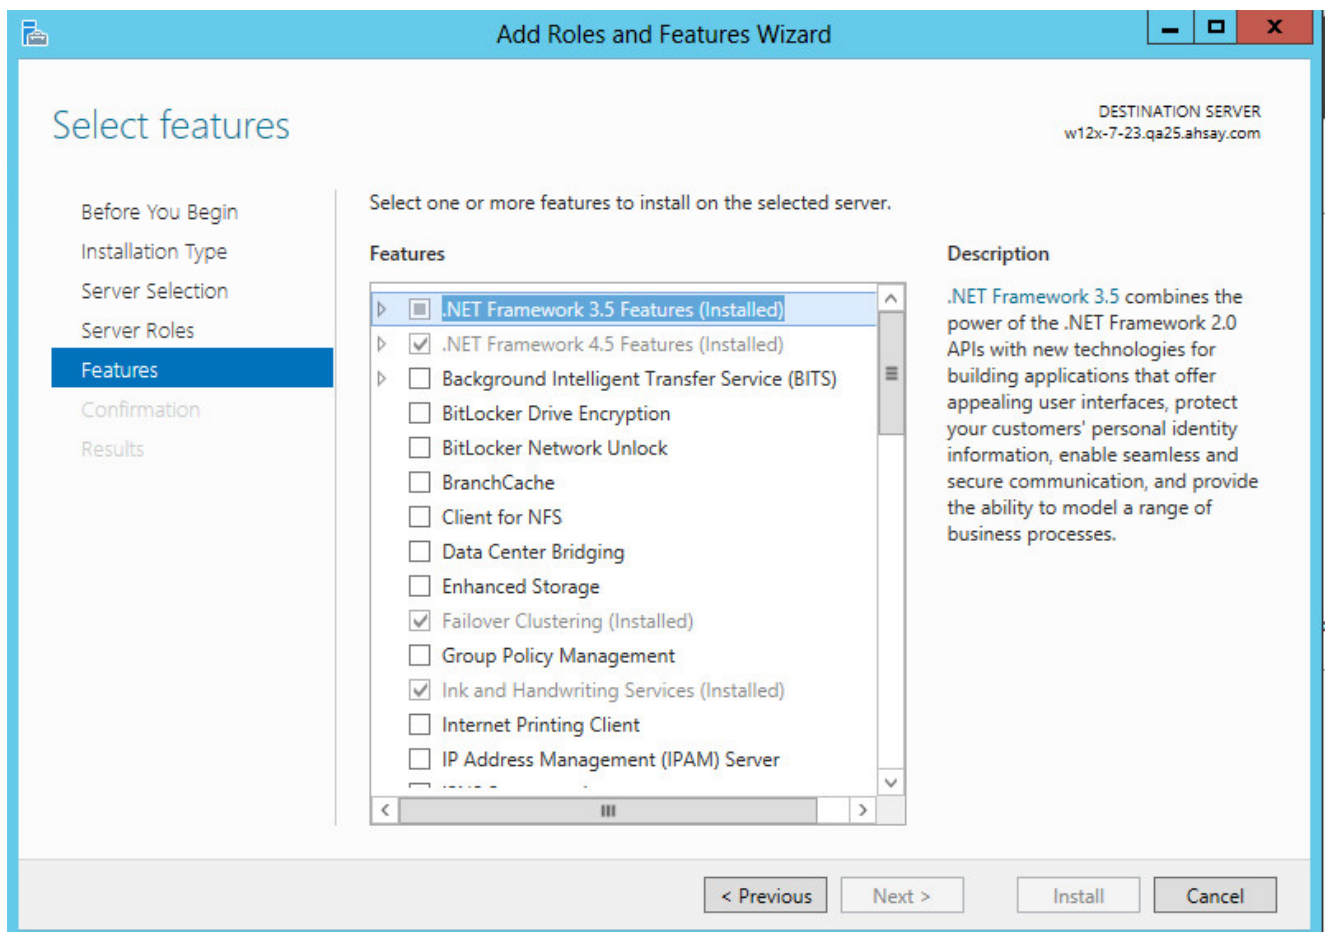 Add Roles and Features Wizard
Select features
DESTINATION SERVER
w12x-7-23.qa25.ahsay.com
Before You Begin
Installation Type
Server Selection
Server Roles
Features
Confirmation
Results
Select one or more features to install on the selected server.
Features
.NET Framework 3.5 Features (Installed)
.NET Framework 4.5 Features (Installed)
Background Intelligent Transfer Service (BITS)
BitLocker Drive Encryption
BitLocker Network Unlock
BranchCache
Client for NFS
Data Center Bridging
Enhanced Storage
Failover Clustering (Installed)
Group Policy Management
Ink and Handwriting Services (Installed)
Internet Printing Client
IP Address Management (IPAM) Server
Description
.NET Framework 3.5 combines the
power of the .NET Framework 2.0
APIs with new technologies for
building applications that offer
appealing user interfaces, protect
your customers' personal identity
information, enable seamless and
secure communication, and provide
the ability to model a range of
business processes.
< Previous
Next >
Install
Cancel